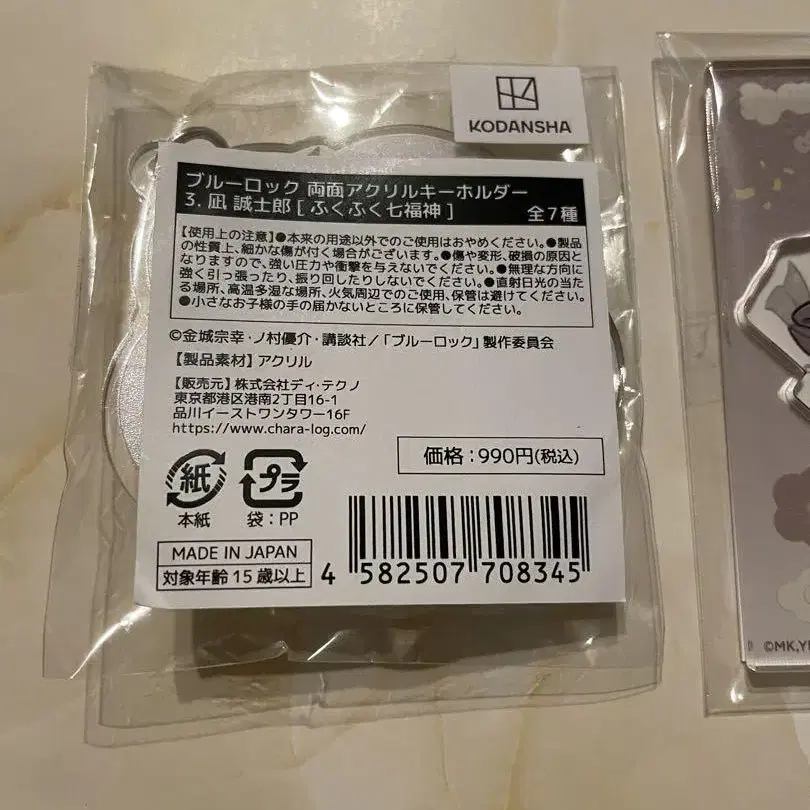 KODANSHA
ブルーロック 両面アクリルキーホルダー
3. 凪 誠士郎 [ ふくふく七福神 ] 全7種
【使用上の注意】●本来の用途以外でのご使用はおやめください。●製品
の性質上、細かな傷が付く場合がございます。●傷や変形、破損の原因と
なりますので、強い圧力や衝撃を与えないでください。●無理な方向に
強く引っ張ったり、振り回したりしないでください。●直射日光の当た
る場所、高温多湿な場所、火気周辺でのご使用、保管は避けてください。
●小さなお子様の手の届かないところに保管してください。
©金城宗幸・ノ村優介・講談社/「ブルーロック」製作委員会
【製品素材】アクリル
【販売元】株式会社ディ・テクノ
東京都港区港南2丁目16-1
品川イーストワンタワー16F
https://www.chara-log.com/
価格:990円(税込)
紙 プラ
本紙 袋:PP
MADE IN JAPAN
対象年齢15歳以上
4 582507 708345
©MK,Y